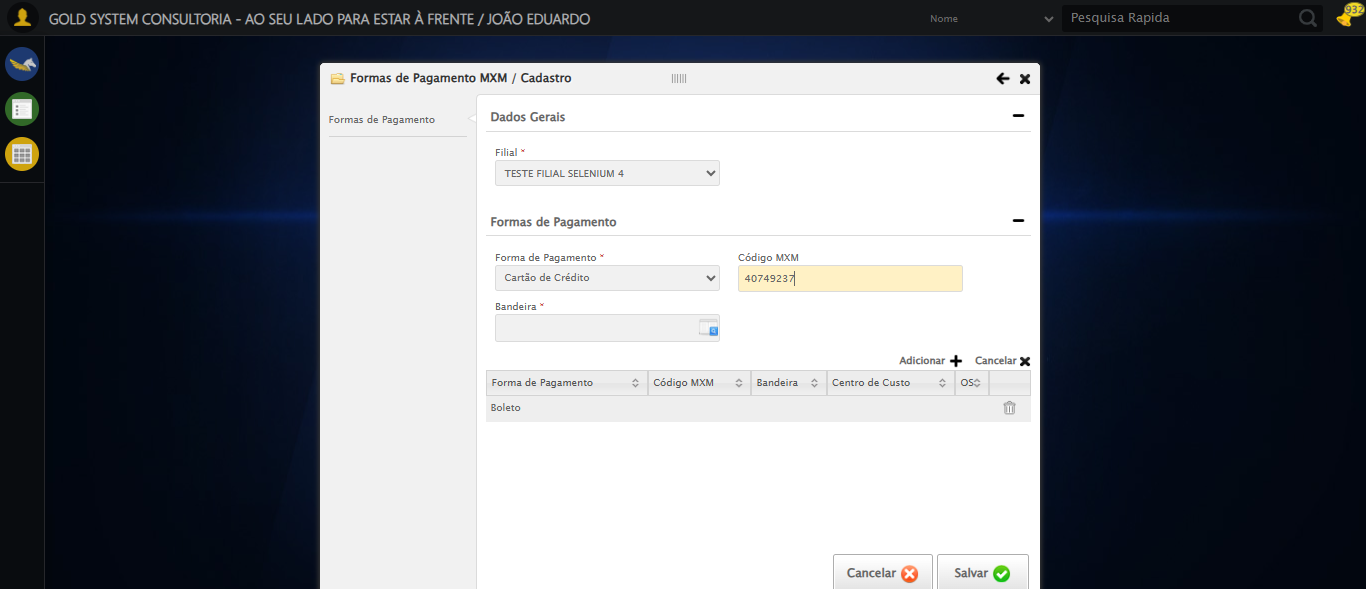 GOLD SYSTEM CONSULTORIA - AO SEU LADO PARA ESTAR À FRENTE / JOÃO EDUARDO
Nome
Pesquisa Rapida
932
Formas de Pagamento MXM / Cadastro
Formas de Pagamento
Dados Gerais
Filial *
TESTE FILIAL SELENIUM 4
Formas de Pagamento
Forma de Pagamento * Código MXM
Cartão de Crédito 40749237
Bandeira *
Adicionar Cancelar
Forma de Pagamento Código MXM Bandeira Centro de Custo OS
Boleto
Cancelar Salvar